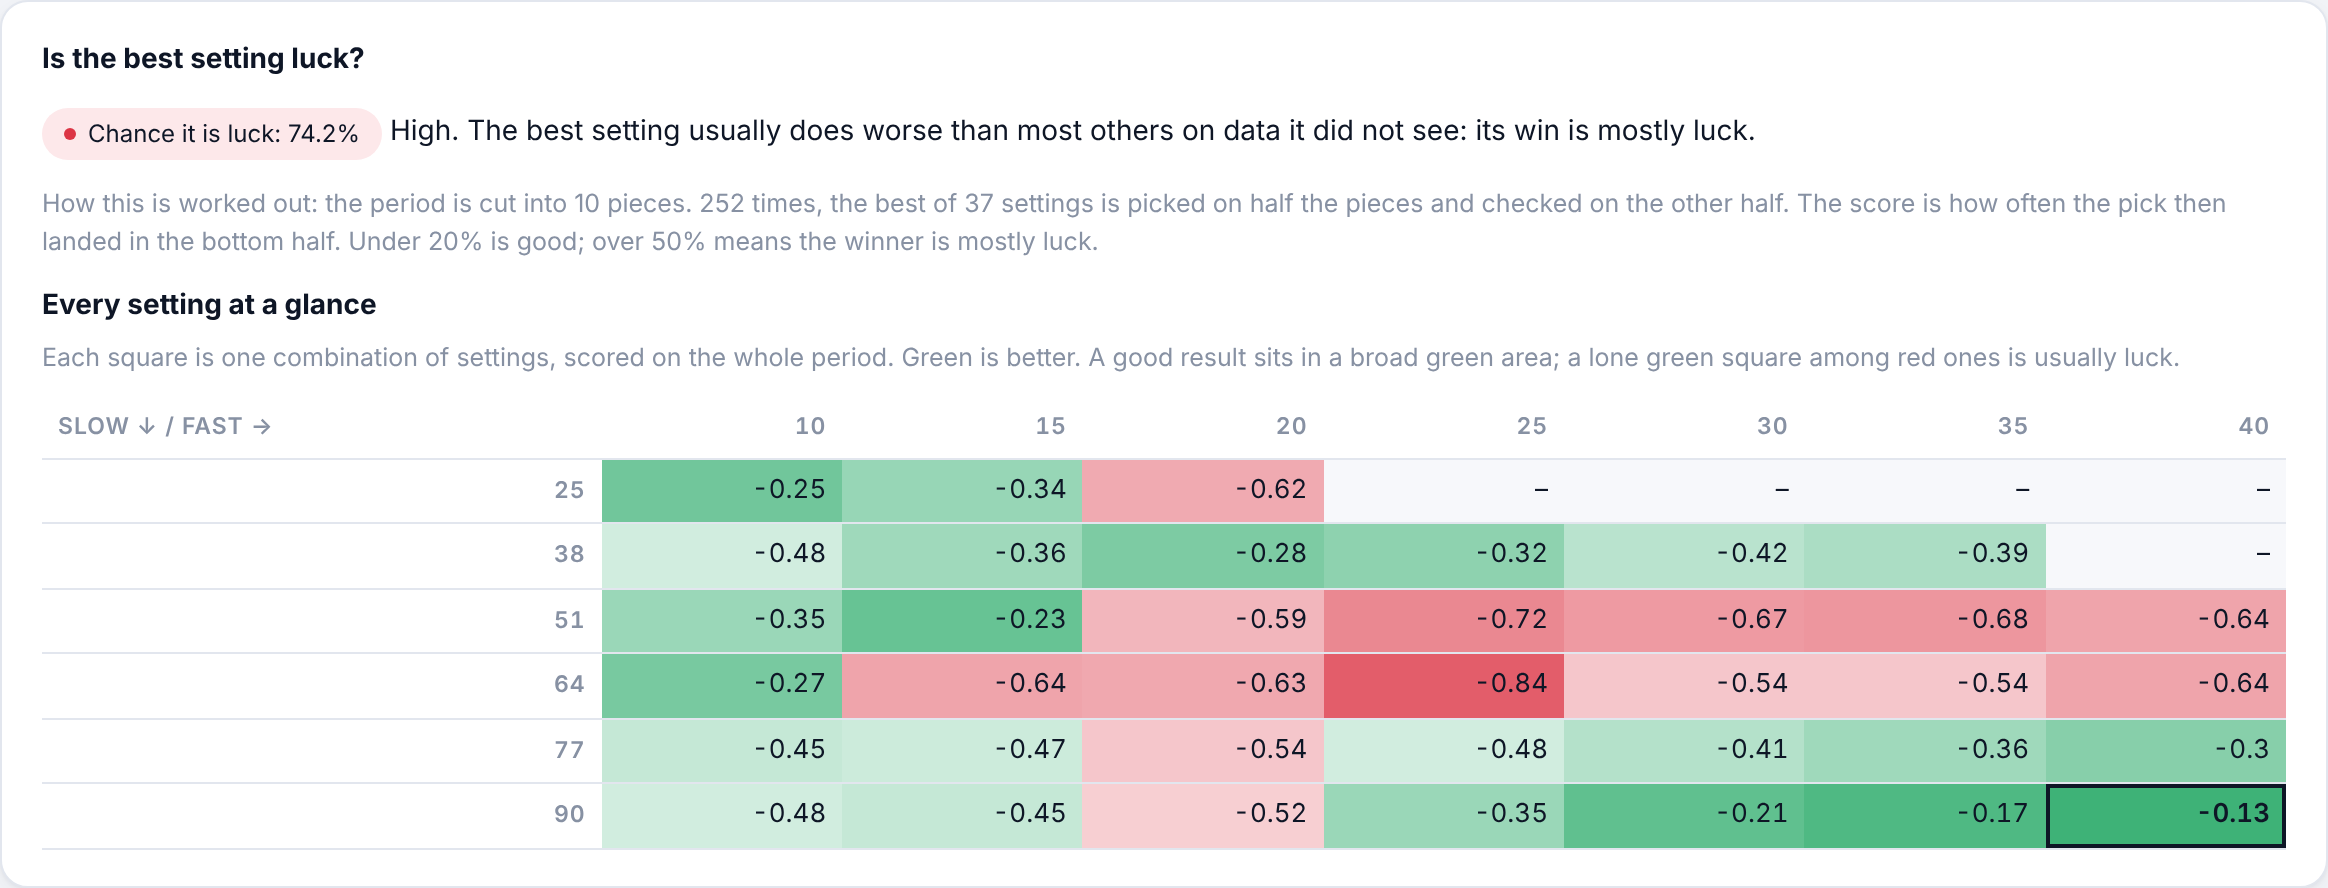 Is the best setting luck?
Chance it is luck: 74.2% High. The best setting usually does worse than most others on data it did not see: its win is mostly luck.
How this is worked out: the period is cut into 10 pieces. 252 times, the best of 37 settings is picked on half the pieces and checked on the other half. The score is how often the pick then
landed in the bottom half. Under 20% is good; over 50% means the winner is mostly luck.
Every setting at a glance
Each square is one combination of settings, scored on the whole period. Green is better. A good result sits in a broad green area; a lone green square among red ones is usually luck.
SLOW ↓ / FAST → 10 15 20 25 30 35 40
25 -0.25 -0.34 -0.62 – – – –
38 -0.48 -0.36 -0.28 -0.32 -0.42 -0.39 –
51 -0.35 -0.23 -0.59 -0.72 -0.67 -0.68 -0.64
64 -0.27 -0.64 -0.63 -0.84 -0.54 -0.54 -0.64
77 -0.45 -0.47 -0.54 -0.48 -0.41 -0.36 -0.3
90 -0.48 -0.45 -0.52 -0.35 -0.21 -0.17 -0.13